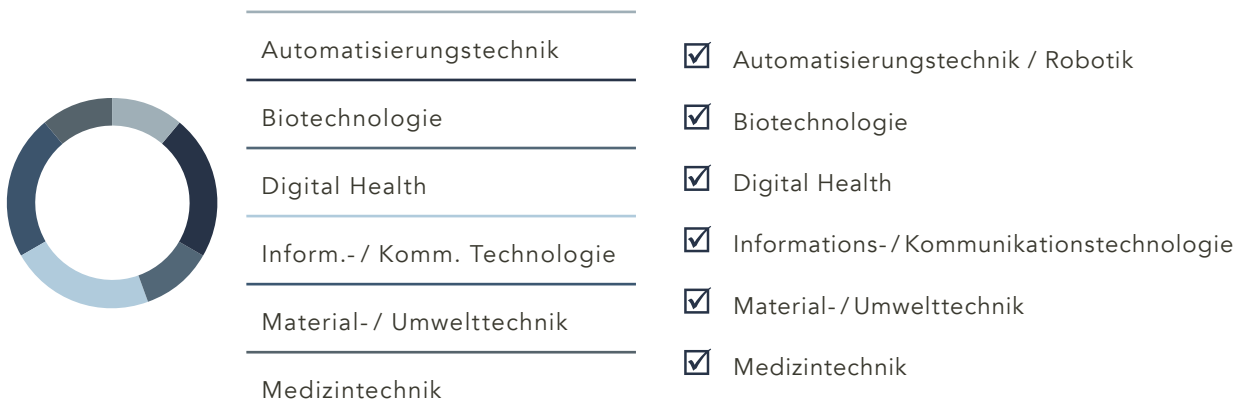 Automatisierungstechnik
Biotechnologie
Digital Health
Inform.- / Komm. Technologie
Material- / Umwelttechnik
Medizintechnik
Automatisierungstechnik / Robotik
Biotechnologie
Digital Health
Informations- / Kommunikationstechnologie
Material- / Umwelttechnik
Medizintechnik